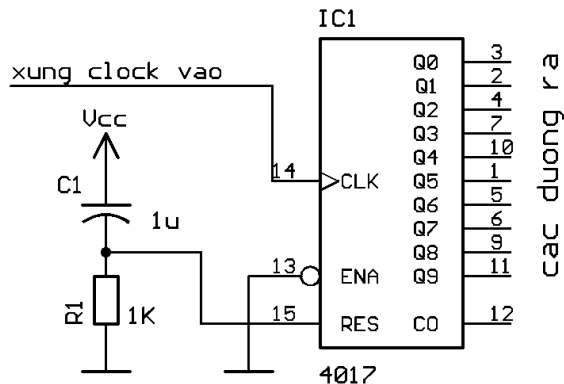 IC1
xung clock vao
Vcc
C1
1u
R1
1K
14
13
15
CLK
ENA
RES
Q0 3
Q1 2
Q2 4
Q3 7
Q4 10
Q5 1
Q6 5
Q7 6
Q8 9
Q9 11
CO 12
4017
cac duong ra